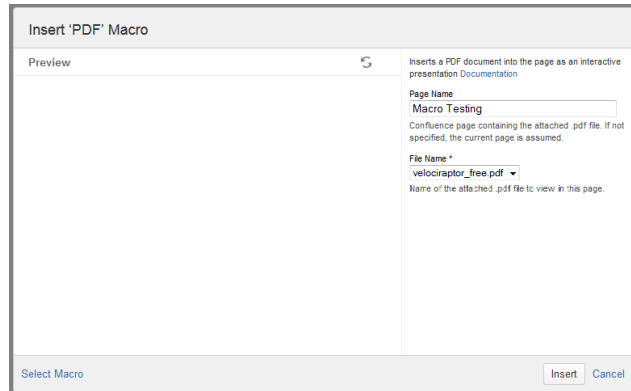 Insert 'PDF' Macro
Preview
Inserts a PDF document into the page as an interactive
presentation Documentation
Page Name
Macro Testing
Confluence page containing the attached .pdf file. If not
specified, the current page is assumed.
File Name *
velociraptor_free.pdf
Name of the attached .pdf file to view in this page.
Select Macro
Insert Cancel